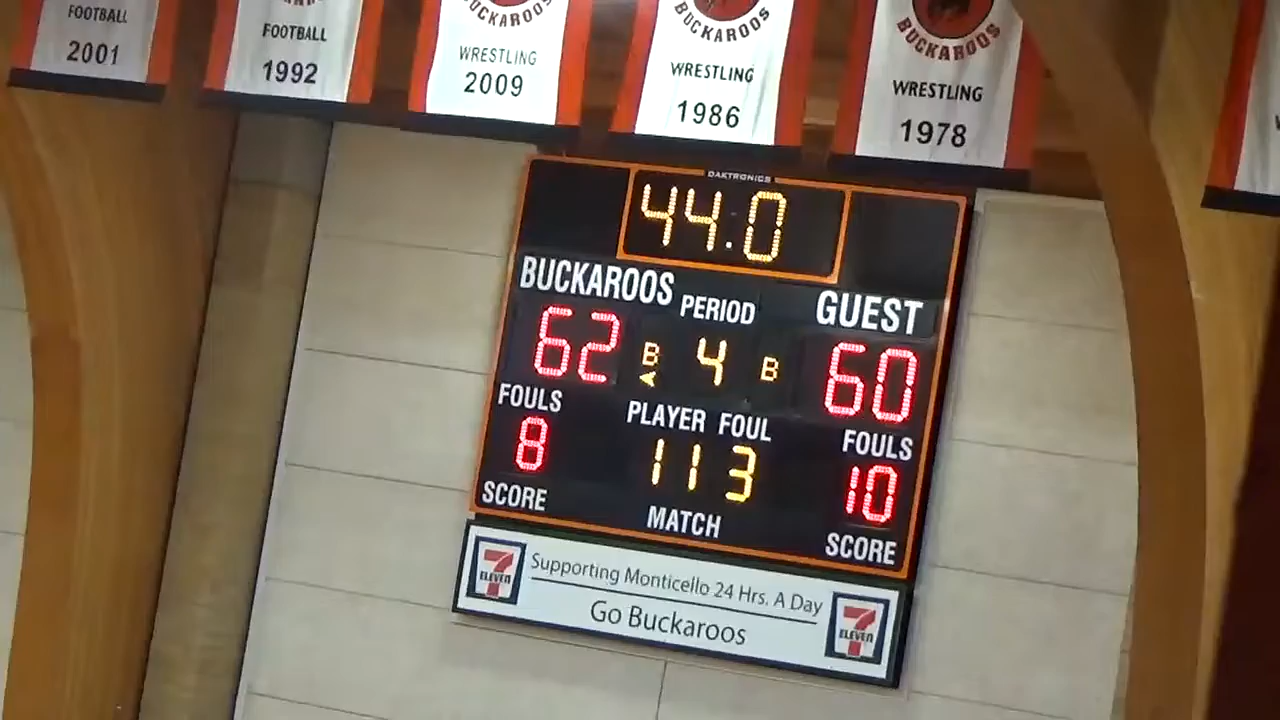 FOOTBALL
2001
FOOTBALL
1992
BUCKAROOS
WRESTLING
2009
BUCKAROOS
WRESTLING
1986
BUCKAROOS
WRESTLING
1978
DAKTRONICS
44.0
BUCKAROOS
PERIOD
GUEST
62
B
4
B
60
FOULS
PLAYER FOUL
FOULS
8
11 3
10
SCORE
MATCH
SCORE
7
ELEVEN
Supporting Monticello 24 Hrs. A Day
Go Buckaroos
7
ELEVEN